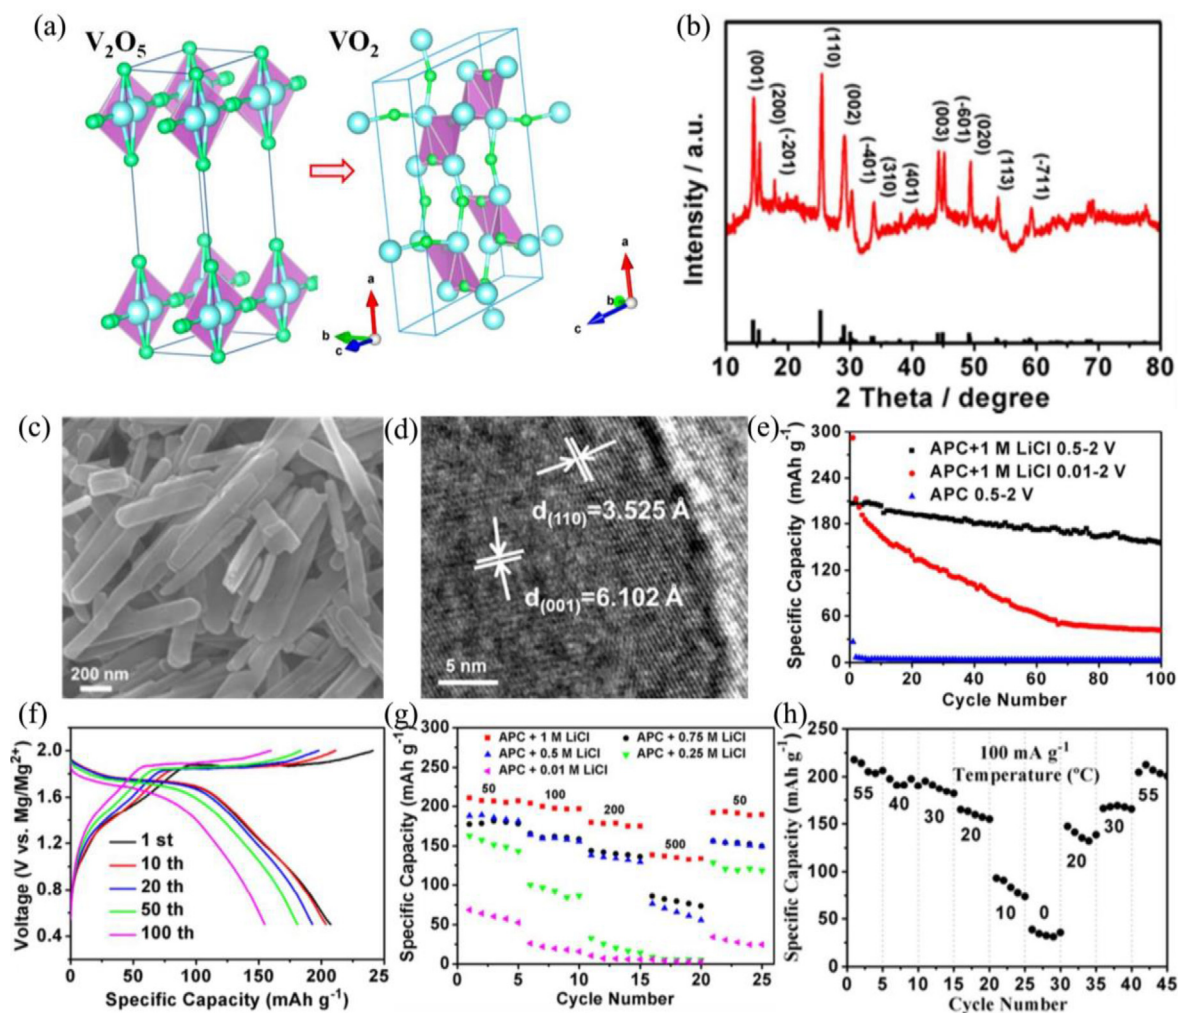 (a)
V2O5
VO2
a
b
c
a
b
c
(b)
Intensity / a.u.
(001)
(200)
(-201)
(110)
(002)
(-401)
(310)
(401)
(003)
(-601)
(020)
(113)
(-711)
10 20 30 40 50 60 70 80
2 Theta / degree
(c)
200 nm
(d)
d(110)=3.525 Å
d(001)=6.102 Å
5 nm
(e)
Specific Capacity (mAh g-1)
300
240
180
120
60
0
APC+1 M LiCl 0.5-2 V
APC+1 M LiCl 0.01-2 V
APC 0.5-2 V
0 20 40 60 80 100
Cycle Number
(f)
Voltage (V vs. Mg/Mg2+)
2.0
1.6
1.2
0.8
0.4
1 st
10 th
20 th
50 th
100 th
0 50 100 150 200 250
Specific Capacity (mAh g-1)
(g)
Specific Capacity (mAh g-1)
300
250
200
150
100
50
0
APC + 1 M LiCl
APC + 0.75 M LiCl
APC + 0.5 M LiCl
APC + 0.25 M LiCl
APC + 0.01 M LiCl
50
100
200
500
50
0 5 10 15 20 25
Cycle Number
(h)
Specific Capacity (mAh g-1)
250
200
150
100
50
0
100 mA g-1
Temperature (ºC)
55
40
30
20
10
0
20
30
55
0 5 10 15 20 25 30 35 40 45
Cycle Number